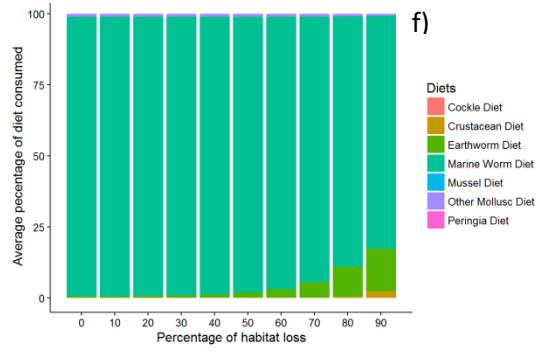 f)
Average pecentage of diet consumed
100
75
50
25
0
0 10 20 30 40 50 60 70 80 90
Percentage of habitat loss
Diets
Cockle Diet
Crustacean Diet
Earthworm Diet
Marine Worm Diet
Mussel Diet
Other Mollusc Diet
Peringia Diet